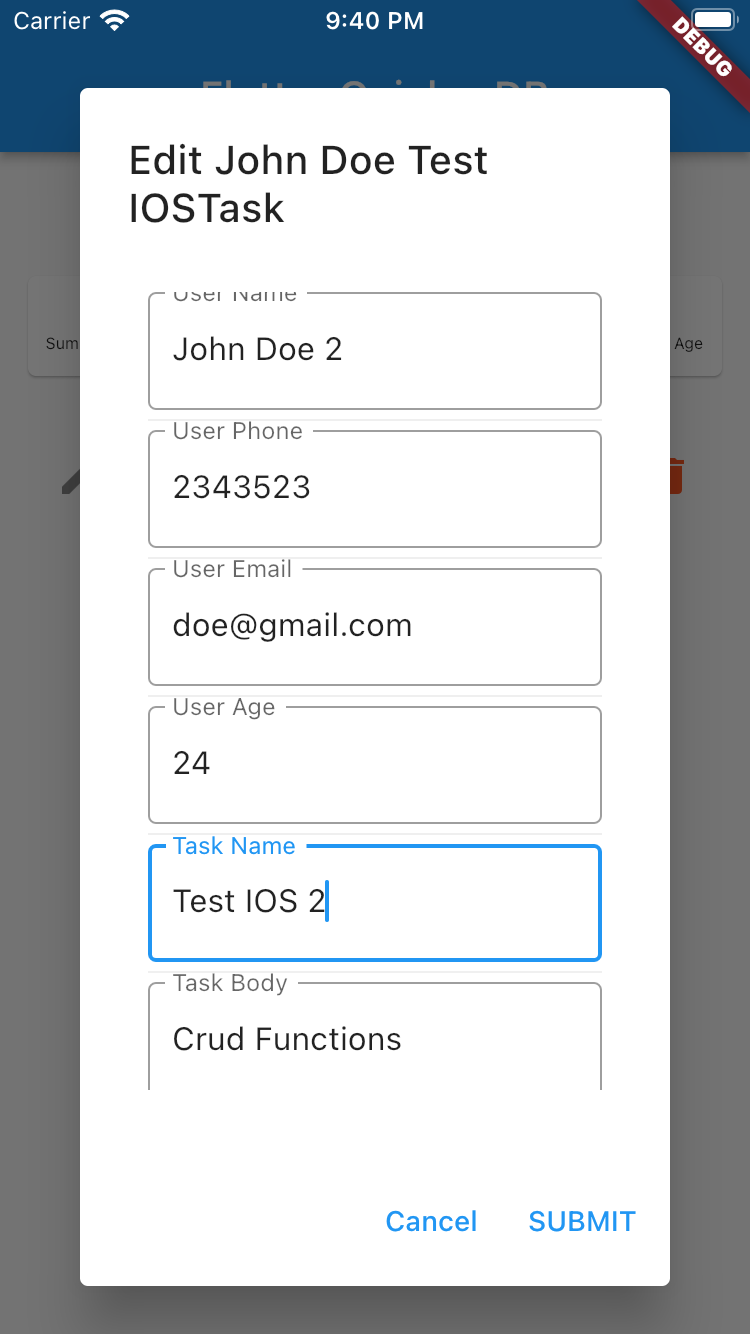 Carrier
9:40 PM
DEBUG
Edit John Doe Test
IOSTask
User Name
John Doe 2
Sum
Age
User Phone
2343523
User Email
doe@gmail.com
User Age
24
Task Name
Test IOS 2
Task Body
Crud Functions
Cancel
SUBMIT